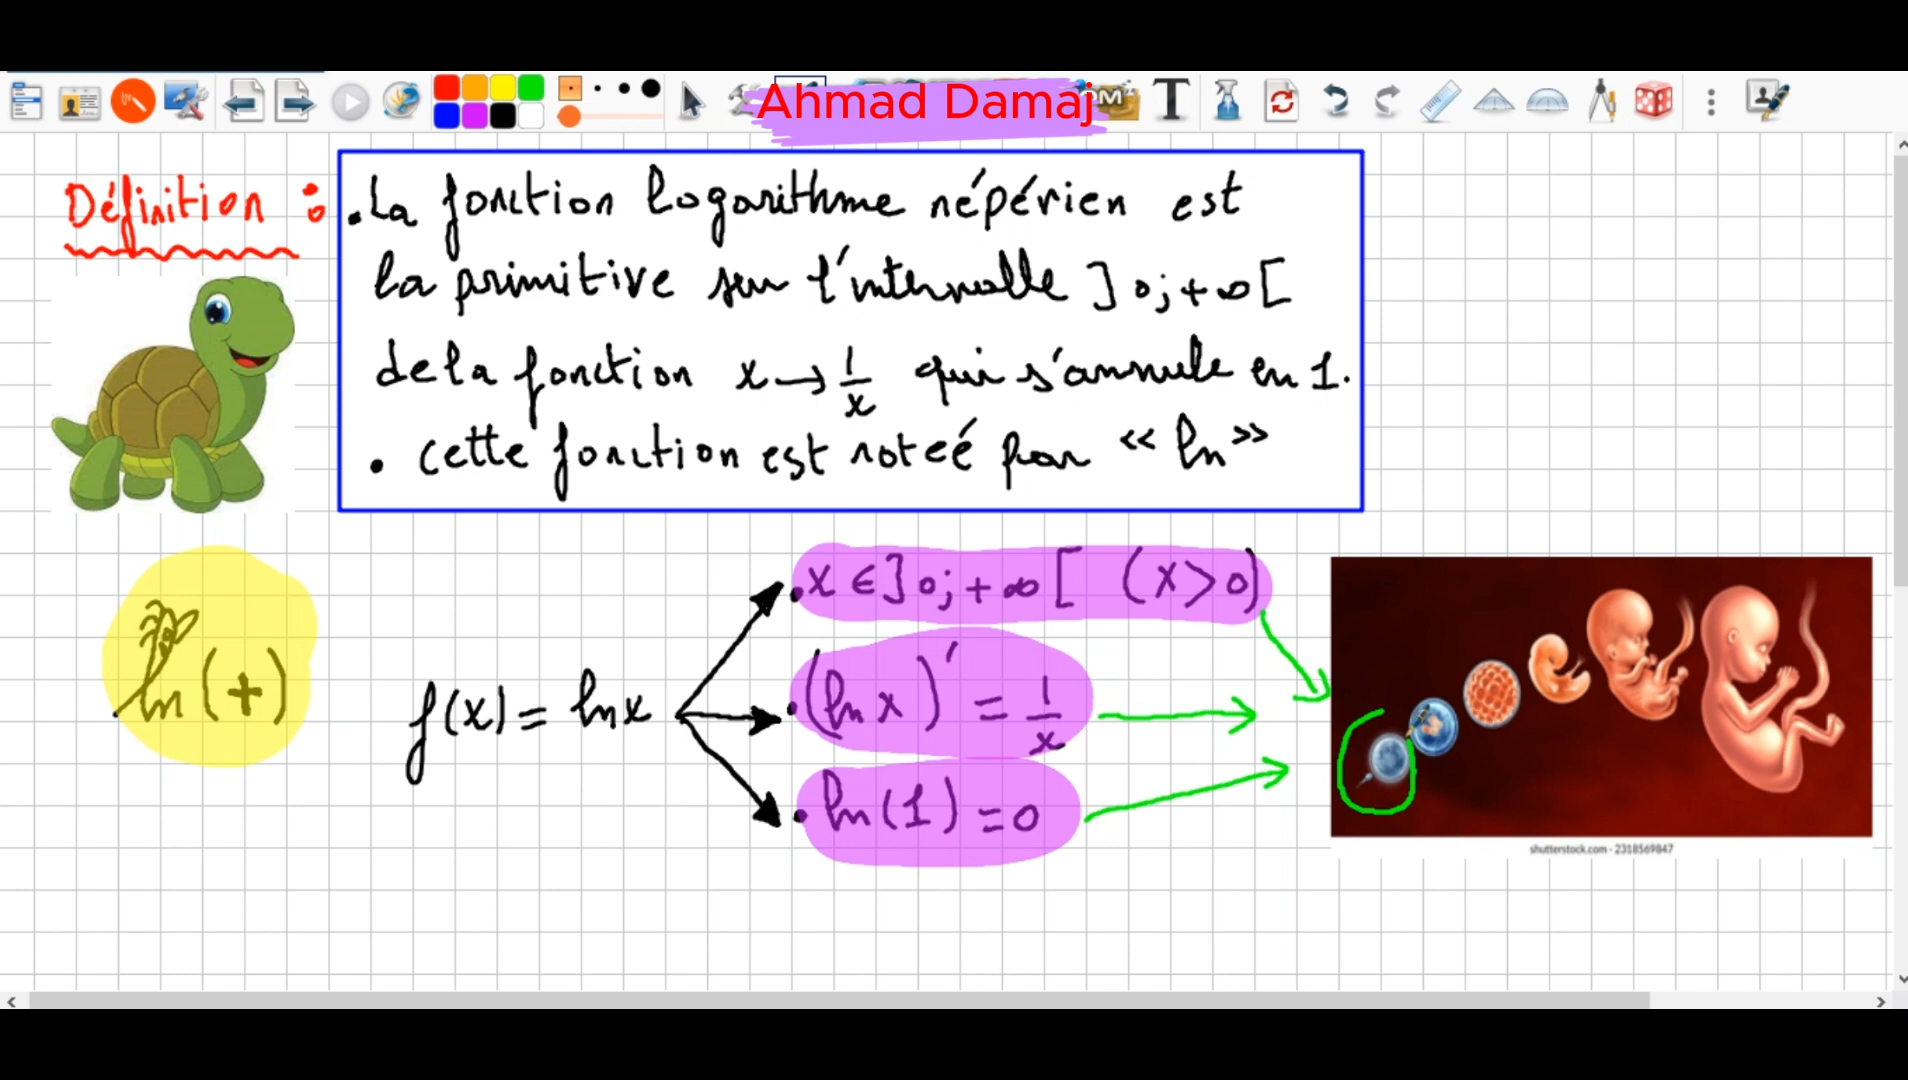 Ahmad Damaj
Définition :
• La fonction logarithme népérien est
la primitive sur l'intervalle ]0;+∞[
de la fonction x → 1/x qui s'annule en 1.
• cette fonction est noteé par « ln »
• x ∈ ]0;+∞[ (x>0)
ln(+)
f(x) = ln x
• (ln x)' = 1/x
• ln(1) = 0
shutterstock.com · 2318569847